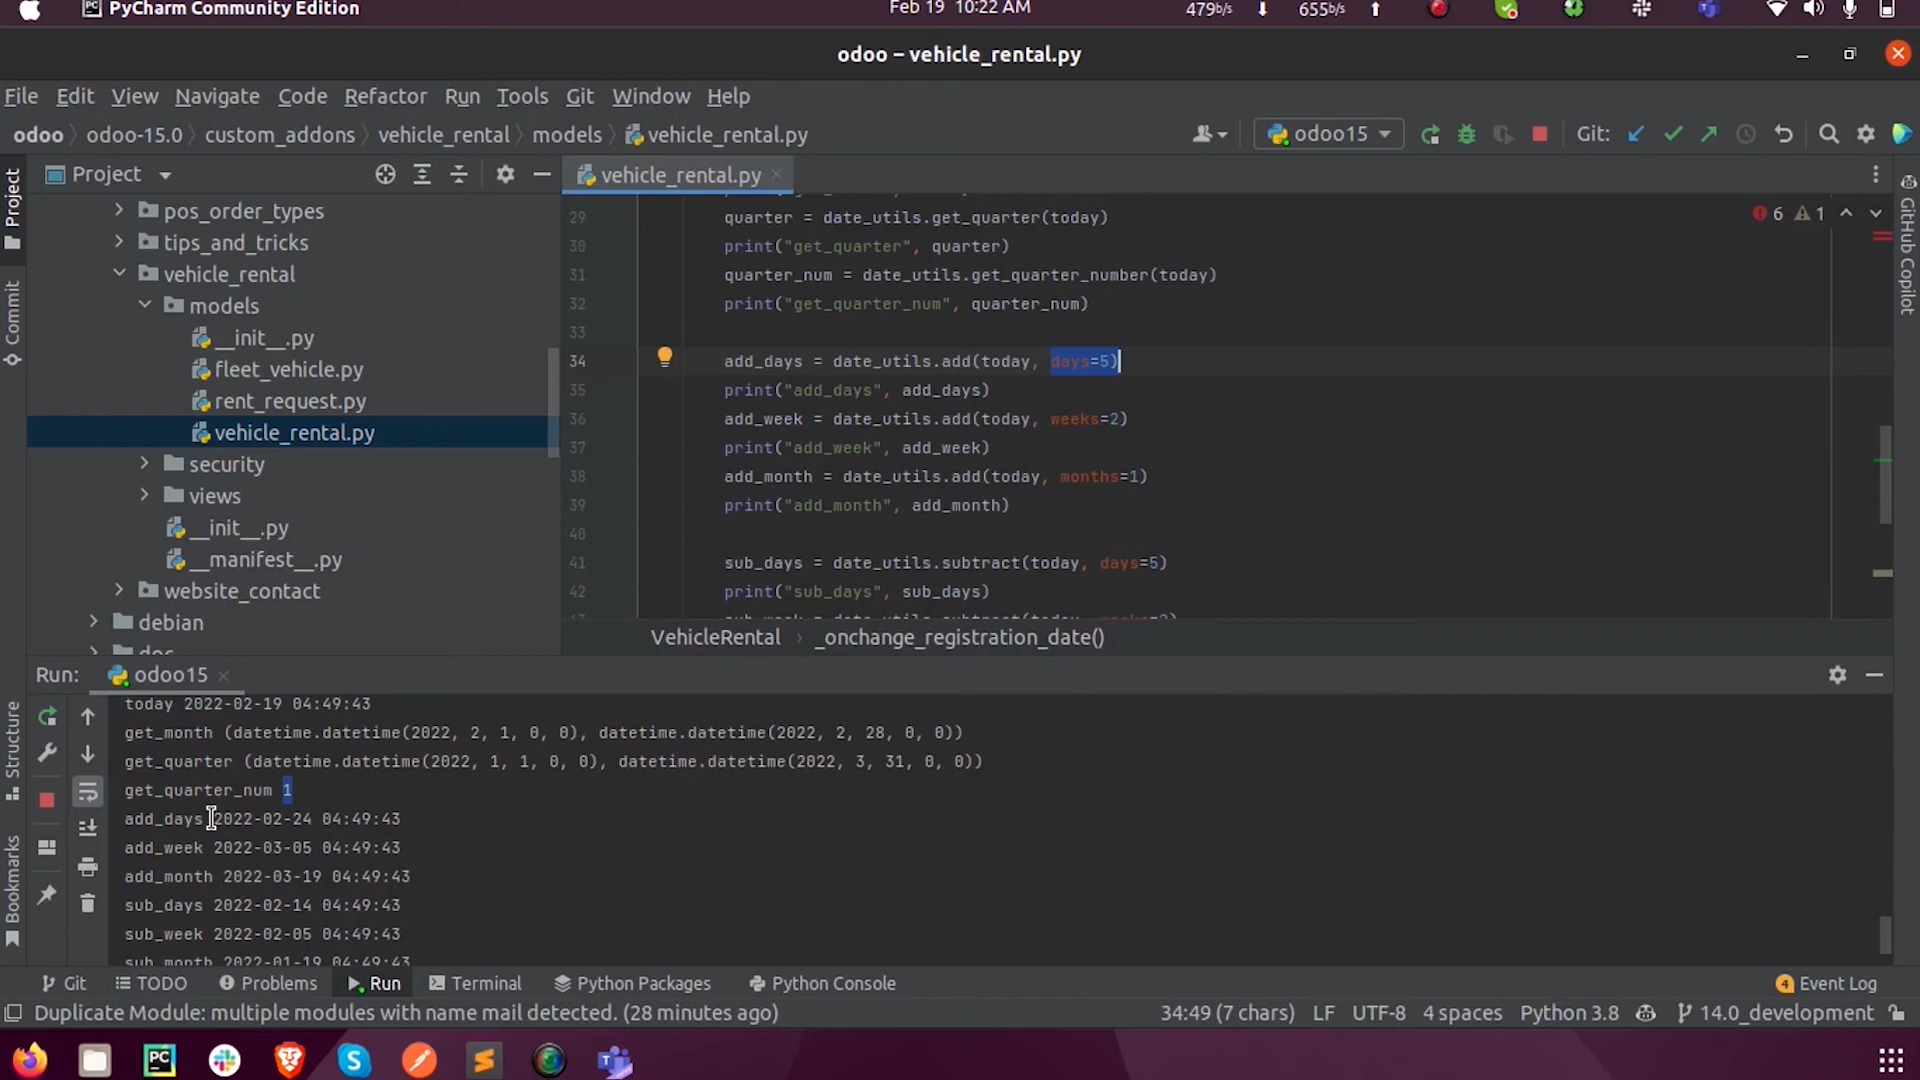 PyCharm Community Edition
Feb 19 10:22 AM
479b/s
655b/s
odoo – vehicle_rental.py
File Edit View Navigate Code Refactor Run Tools Git Window Help
odoo odoo-15.0 custom_addons vehicle_rental models vehicle_rental.py
odoo15
Git:
Project
vehicle_rental.py
pos_order_types
tips_and_tricks
vehicle_rental
models
__init__.py
fleet_vehicle.py
rent_request.py
vehicle_rental.py
security
views
__init__.py
__manifest__.py
website_contact
debian
6 1
29 quarter = date_utils.get_quarter(today)
30 print("get_quarter", quarter)
31 quarter_num = date_utils.get_quarter_number(today)
32 print("get_quarter_num", quarter_num)
33
34 add_days = date_utils.add(today, days=5)
35 print("add_days", add_days)
36 add_week = date_utils.add(today, weeks=2)
37 print("add_week", add_week)
38 add_month = date_utils.add(today, months=1)
39 print("add_month", add_month)
40
41 sub_days = date_utils.subtract(today, days=5)
42 print("sub_days", sub_days)
VehicleRental _onchange_registration_date()
Project
Commit
Structure
Bookmarks
GitHub Copilot
Run: odoo15
today 2022-02-19 04:49:43
get_month (datetime.datetime(2022, 2, 1, 0, 0), datetime.datetime(2022, 2, 28, 0, 0))
get_quarter (datetime.datetime(2022, 1, 1, 0, 0), datetime.datetime(2022, 3, 31, 0, 0))
get_quarter_num 1
add_days 2022-02-24 04:49:43
add_week 2022-03-05 04:49:43
add_month 2022-03-19 04:49:43
sub_days 2022-02-14 04:49:43
sub_week 2022-02-05 04:49:43
sub_month 2022-01-19 04:49:43
Git TODO Problems Run Terminal Python Packages Python Console
4 Event Log
Duplicate Module: multiple modules with name mail detected. (28 minutes ago)
34:49 (7 chars) LF UTF-8 4 spaces Python 3.8 14.0_development